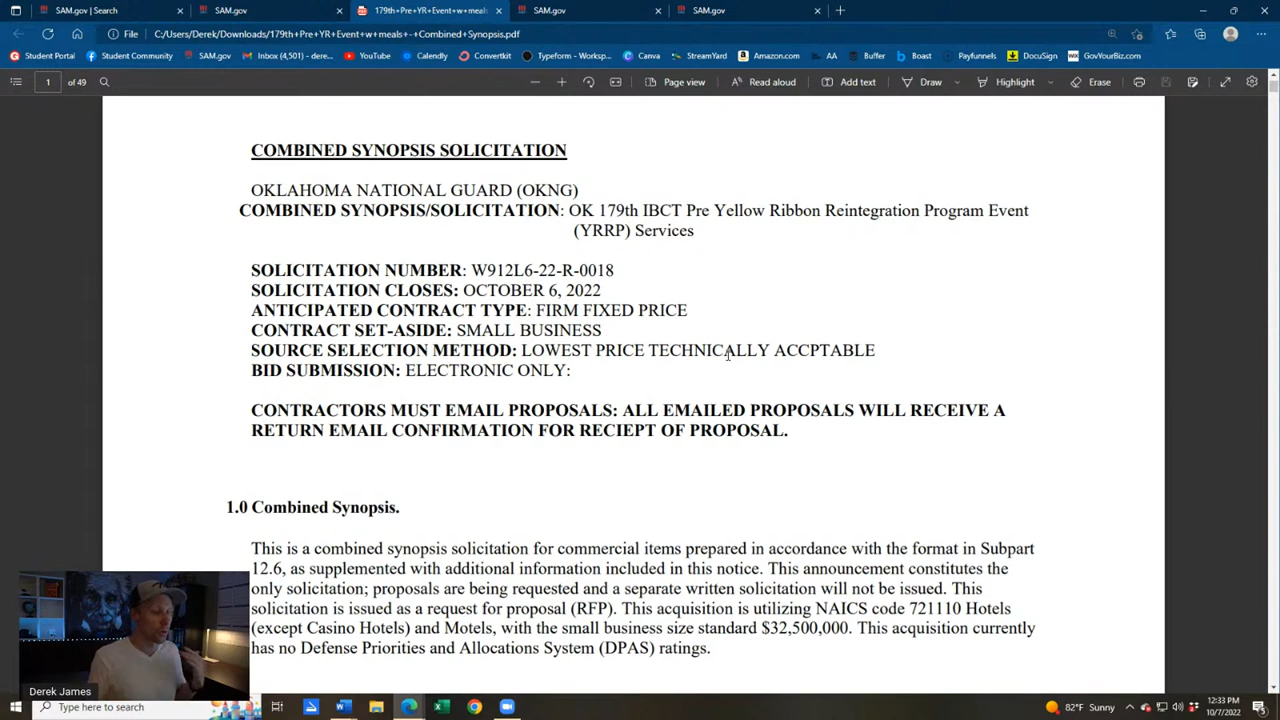 SAM.gov | Search
SAM.gov
179th+Pre+YR+Event+w+meals
SAM.gov
SAM.gov
File
C:/Users/Derek/Downloads/179th+Pre+YR+Event+w+meals+-+Combined+Synopsis.pdf
Student Portal
Student Community
SAM.gov
Inbox (4,501) - dere...
YouTube
Calendly
Convertkit
Typeform - Worksp...
Canva
StreamYard
Amazon.com
AA
Buffer
Boast
Payfunnels
DocuSign
GovYourBiz.com
1 of 49
Page view
Read aloud
Add text
Draw
Highlight
Erase
COMBINED SYNOPSIS SOLICITATION
OKLAHOMA NATIONAL GUARD (OKNG)
COMBINED SYNOPSIS/SOLICITATION: OK 179th IBCT Pre Yellow Ribbon Reintegration Program Event
(YRRP) Services
SOLICITATION NUMBER: W912L6-22-R-0018
SOLICITATION CLOSES: OCTOBER 6, 2022
ANTICIPATED CONTRACT TYPE: FIRM FIXED PRICE
CONTRACT SET-ASIDE: SMALL BUSINESS
SOURCE SELECTION METHOD: LOWEST PRICE TECHNICALLY ACCPTABLE
BID SUBMISSION: ELECTRONIC ONLY:
CONTRACTORS MUST EMAIL PROPOSALS: ALL EMAILED PROPOSALS WILL RECEIVE A
RETURN EMAIL CONFIRMATION FOR RECIEPT OF PROPOSAL.
1.0 Combined Synopsis.
This is a combined synopsis solicitation for commercial items prepared in accordance with the format in Subpart
12.6, as supplemented with additional information included in this notice. This announcement constitutes the
only solicitation; proposals are being requested and a separate written solicitation will not be issued. This
solicitation is issued as a request for proposal (RFP). This acquisition is utilizing NAICS code 721110 Hotels
(except Casino Hotels) and Motels, with the small business size standard $32,500,000. This acquisition currently
has no Defense Priorities and Allocations System (DPAS) ratings.
Derek James
Type here to search
82°F Sunny
12:33 PM
10/7/2022